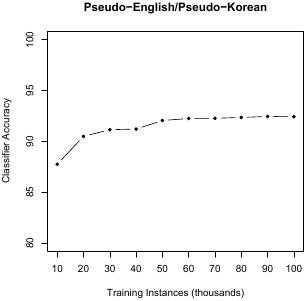 Pseudo−English/Pseudo−Korean
100
95
90
85
80
Classifier Accuracy
10 20 30 40 50 60 70 80 90 100
Training Instances (thousands)